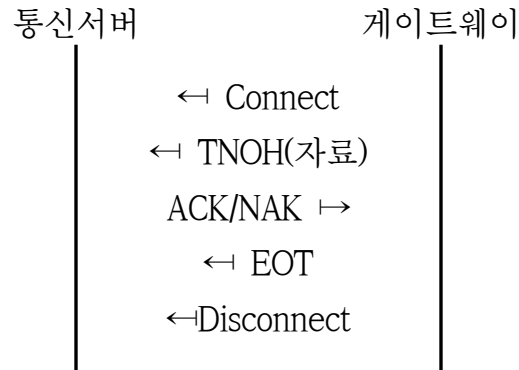 통신서버 게이트웨이
↤ Connect
↤ TNOH(자료)
ACK/NAK ↦
↤ EOT
↤Disconnect